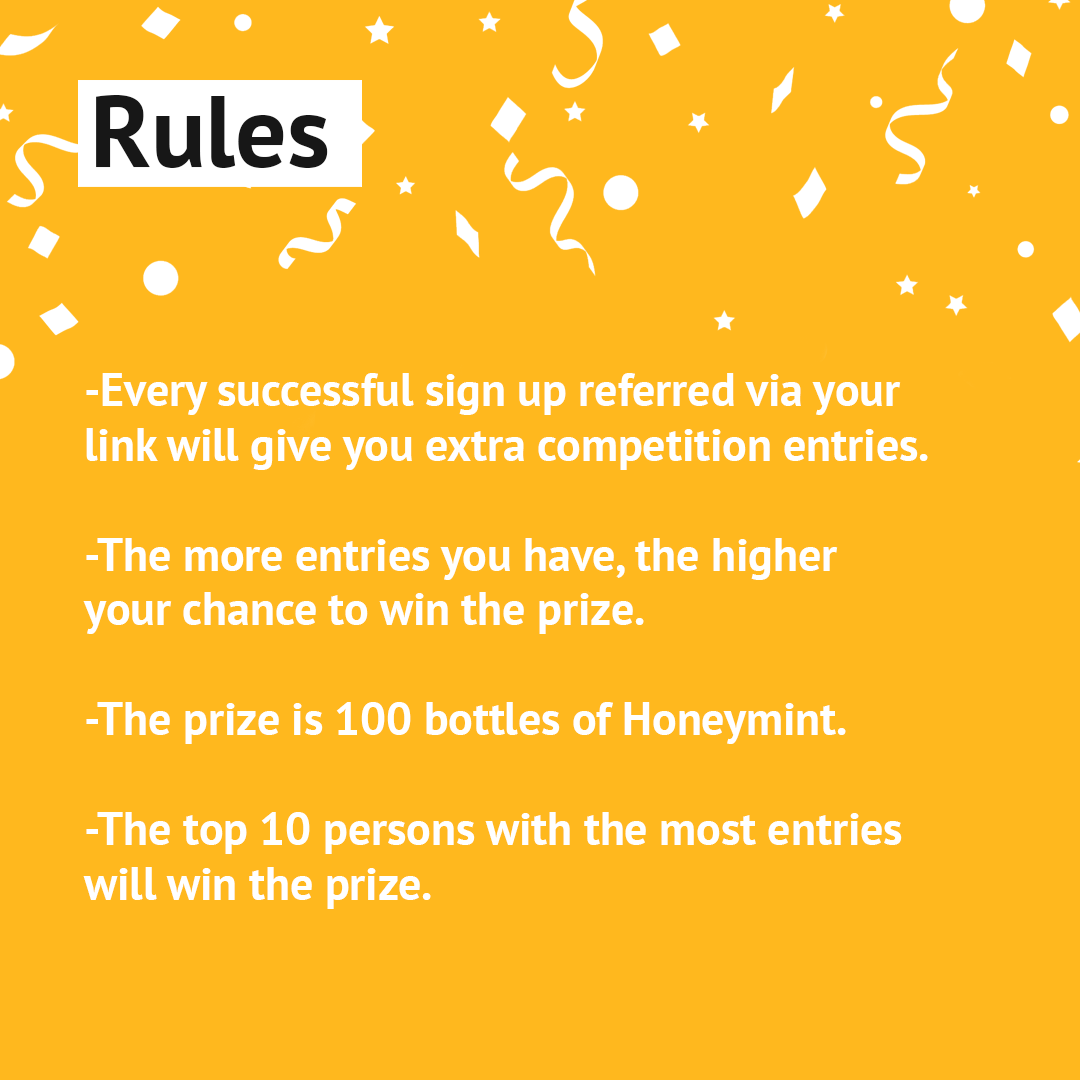 Rules
-Every successful sign up referred via your
link will give you extra competition entries.
-The more entries you have, the higher
your chance to win the prize.
-The prize is 100 bottles of Honeymint.
-The top 10 persons with the most entries
will win the prize.